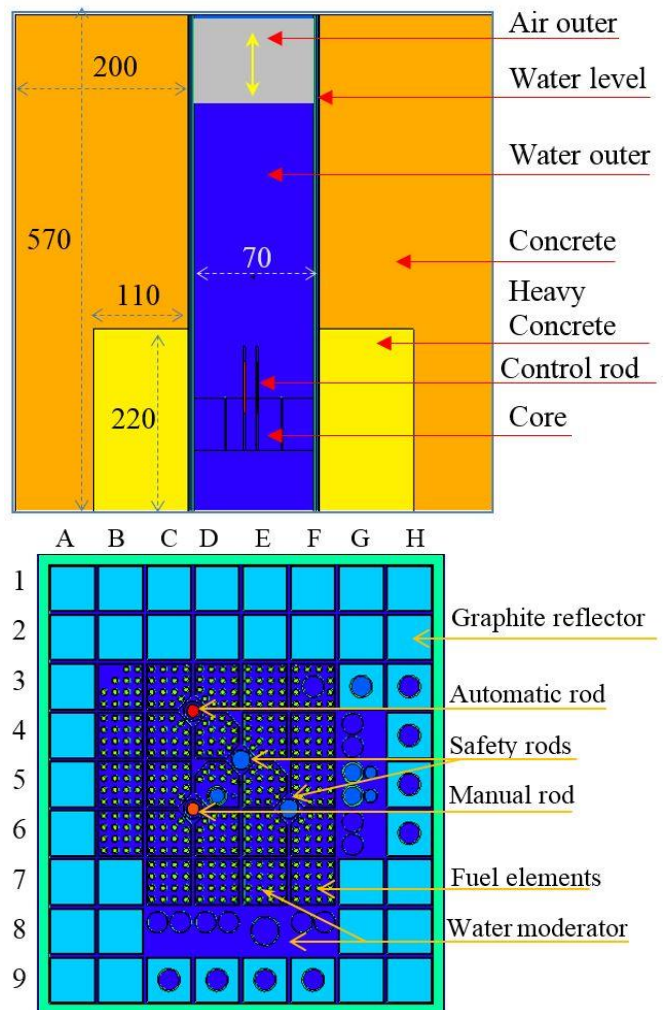 Air outer
200
Water level
Water outer
570
70
Concrete
110
Heavy
Concrete
Control rod
220
Core
A B C D E F G H
1
2
Graphite reflector
3
Automatic rod
4
Safety rods
5
Manual rod
6
7
Fuel elements
8
Water moderator
9